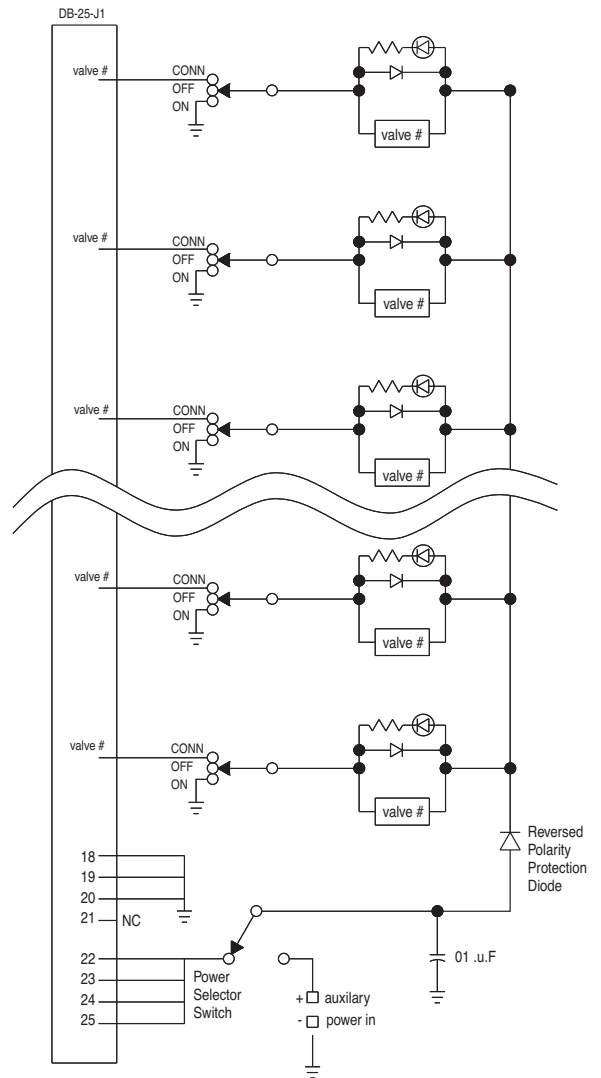 DB-25-J1
valve #
CONN
OFF
ON
valve #
valve #
CONN
OFF
ON
valve #
valve #
CONN
OFF
ON
valve #
valve #
CONN
OFF
ON
valve #
valve #
CONN
OFF
ON
valve #
Reversed
Polarity
Protection
Diode
18
19
20
21 NC
22
23
24
25
Power
Selector
Switch
01 .u.F
+ auxilary
- power in